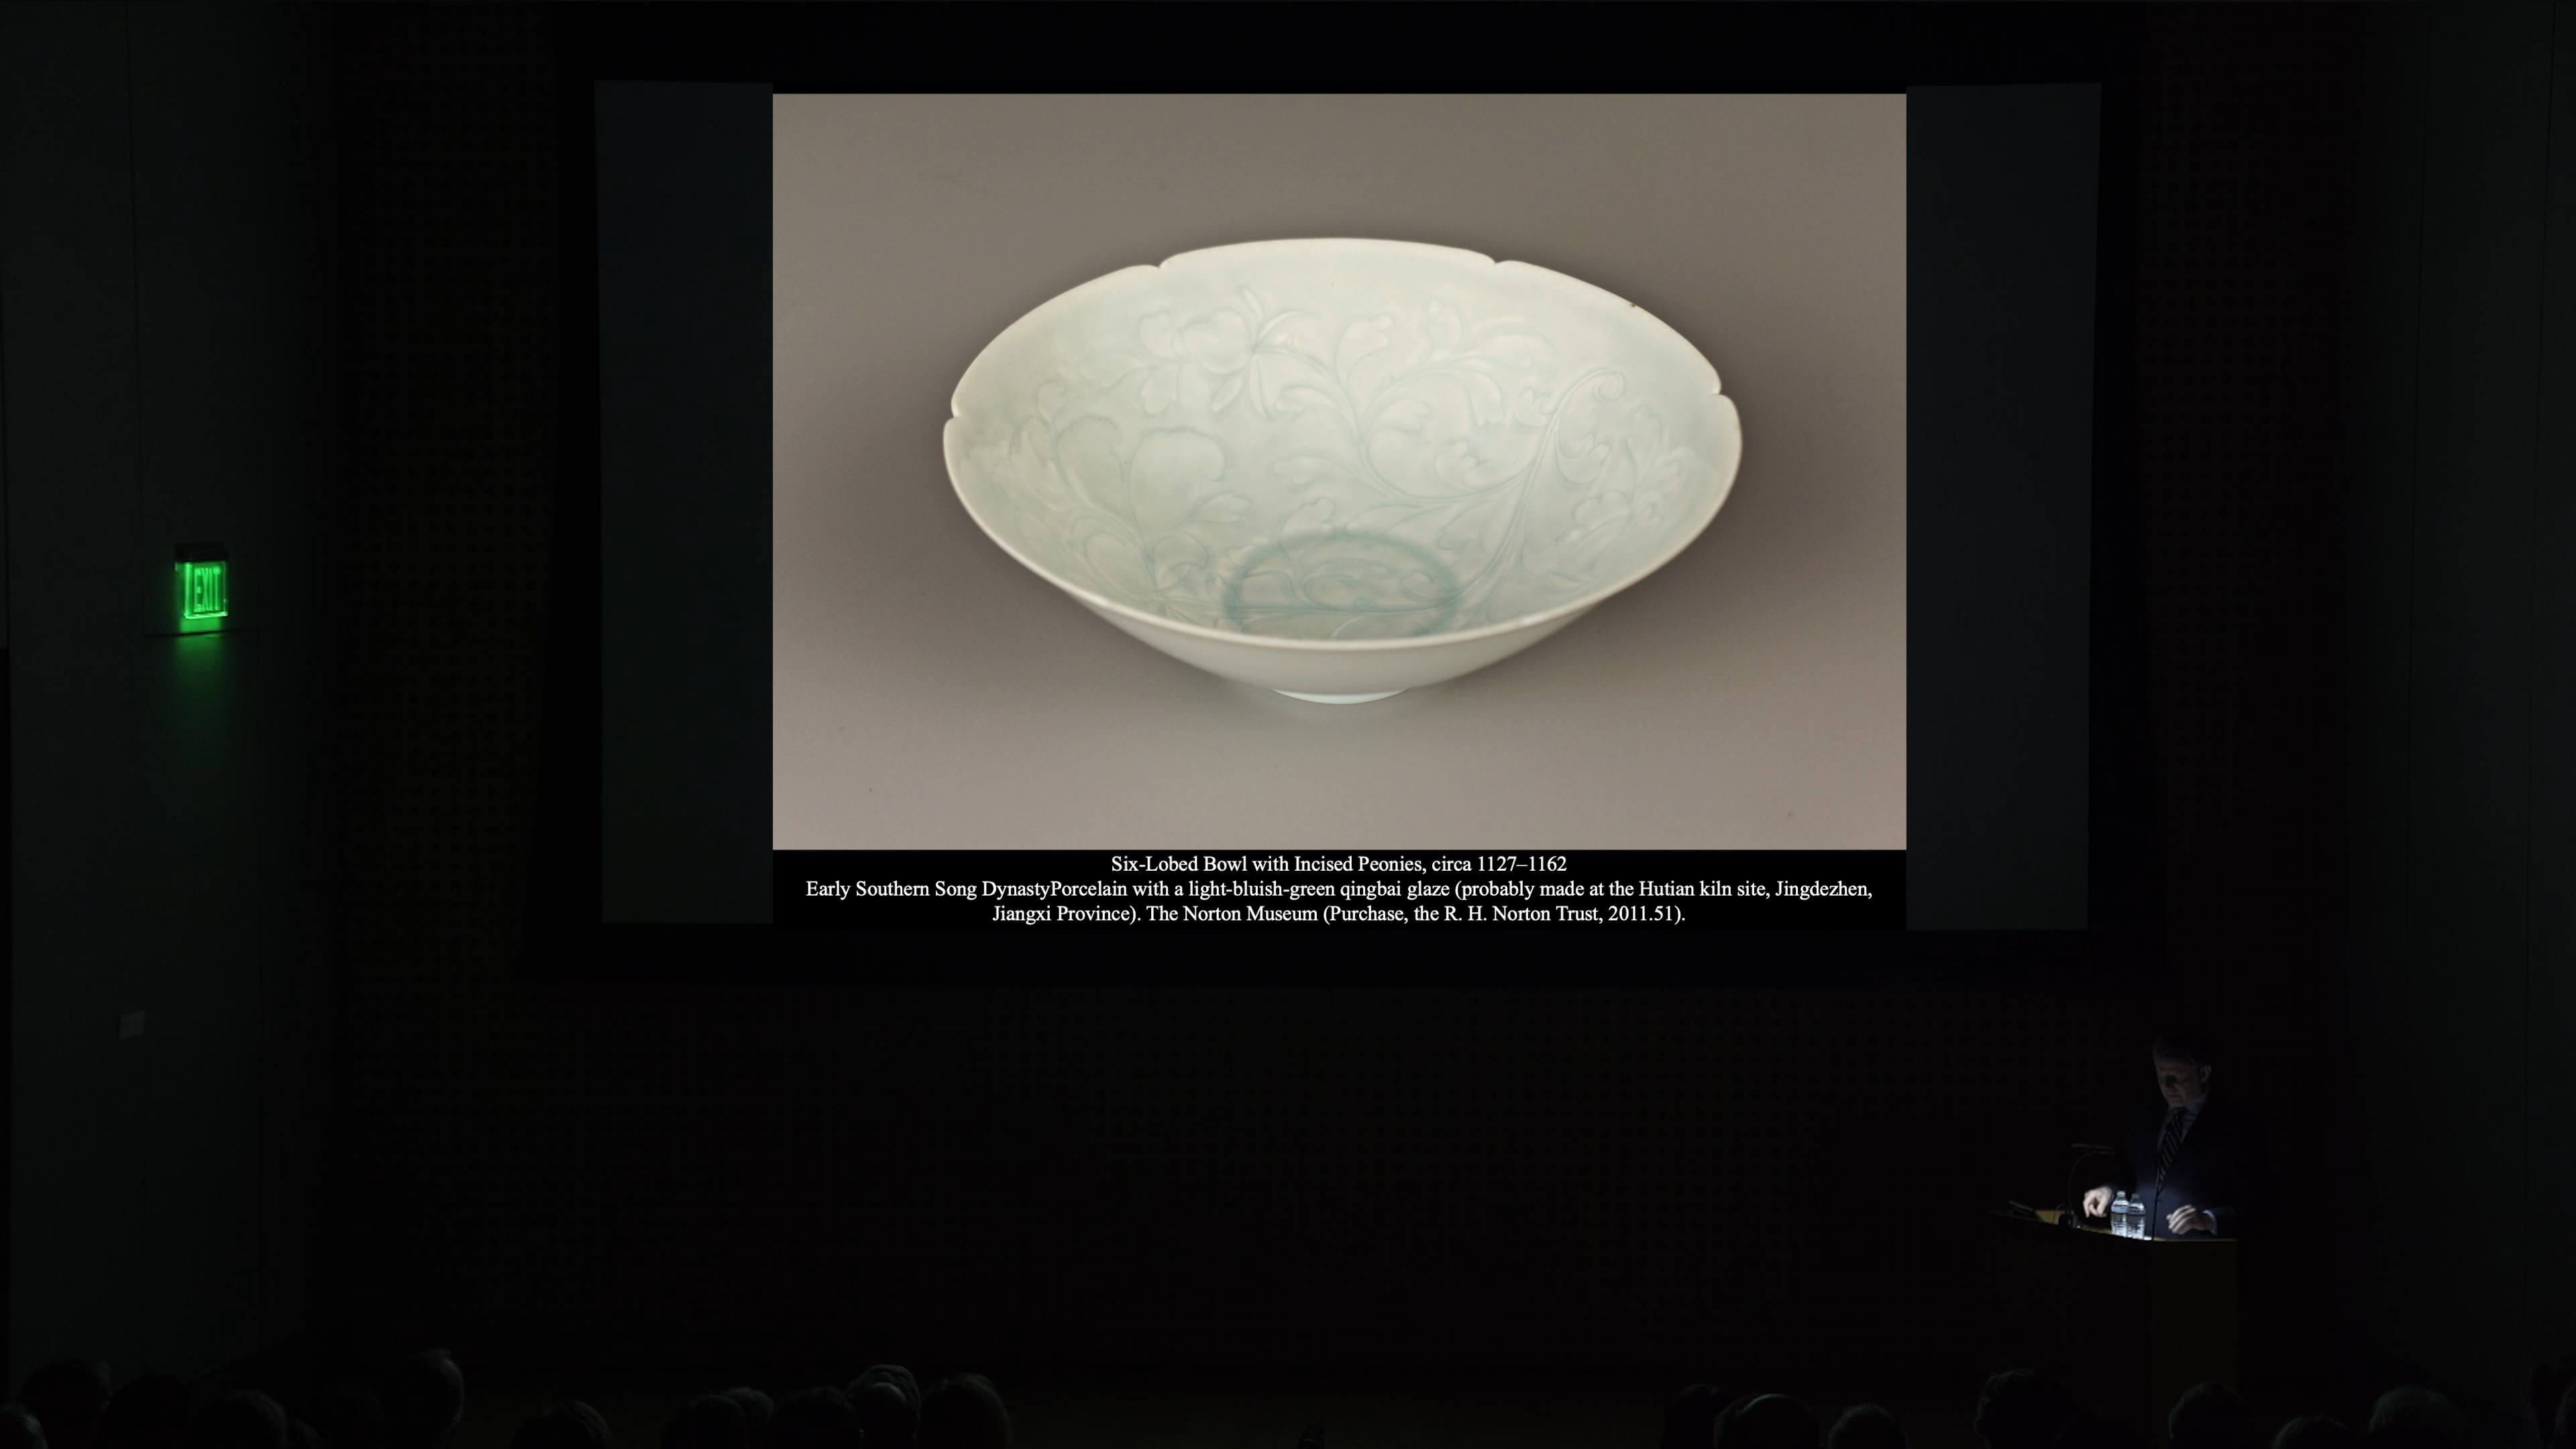 Six-Lobed Bowl with Incised Peonies, circa 1127–1162
Early Southern Song DynastyPorcelain with a light-bluish-green qingbai glaze (probably made at the Hutian kiln site, Jingdezhen,
Jiangxi Province). The Norton Museum (Purchase, the R. H. Norton Trust, 2011.51).
EXIT